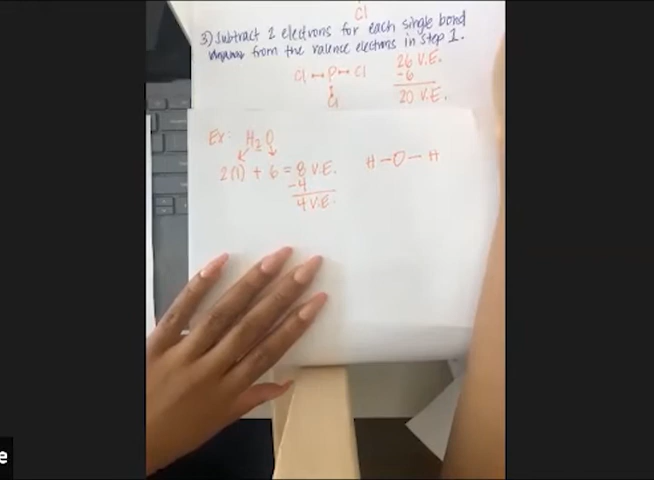 Cl
3) Subtract 2 electrons for each single bond
from the valense electrons in step 1.
Cl—P—Cl 26 V.E.
-6
Cl 20 V.E.
Ex: H2O
2(1) + 6 = 8 V.E. H—O—H
-4
4 V.E.
e